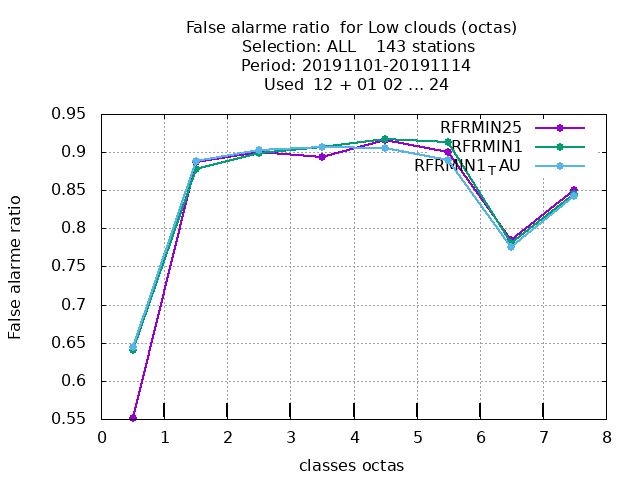 False alarme ratio  for Low clouds (octas)
Selection: ALL    143 stations
Period: 20191101-20191114
Used  12 + 01 02 ... 24
RFRMIN25
RFRMIN1
RFRMIN1TAU
False alarme ratio
0.95
0.9
0.85
0.8
0.75
0.7
0.65
0.6
0.55
0 1 2 3 4 5 6 7 8
classes octas